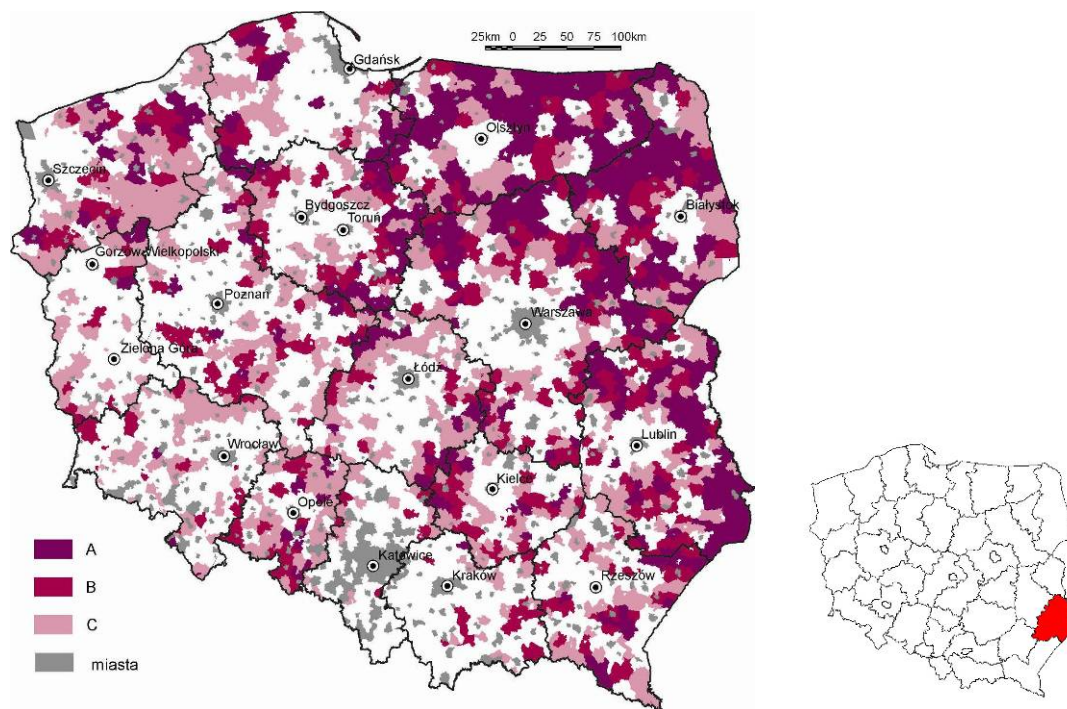 25km 0 25 50 75 100km
Gdańsk
Olsztyn
Szczecin
Białystok
Bydgoszcz
Toruń
Gorzów Wielkopolski
Poznań
Warszawa
Zielona Góra
Łódź
Lublin
Wrocław
Kielce
Opole
A
Katowice
B
Kraków
Rzeszów
C
miasta